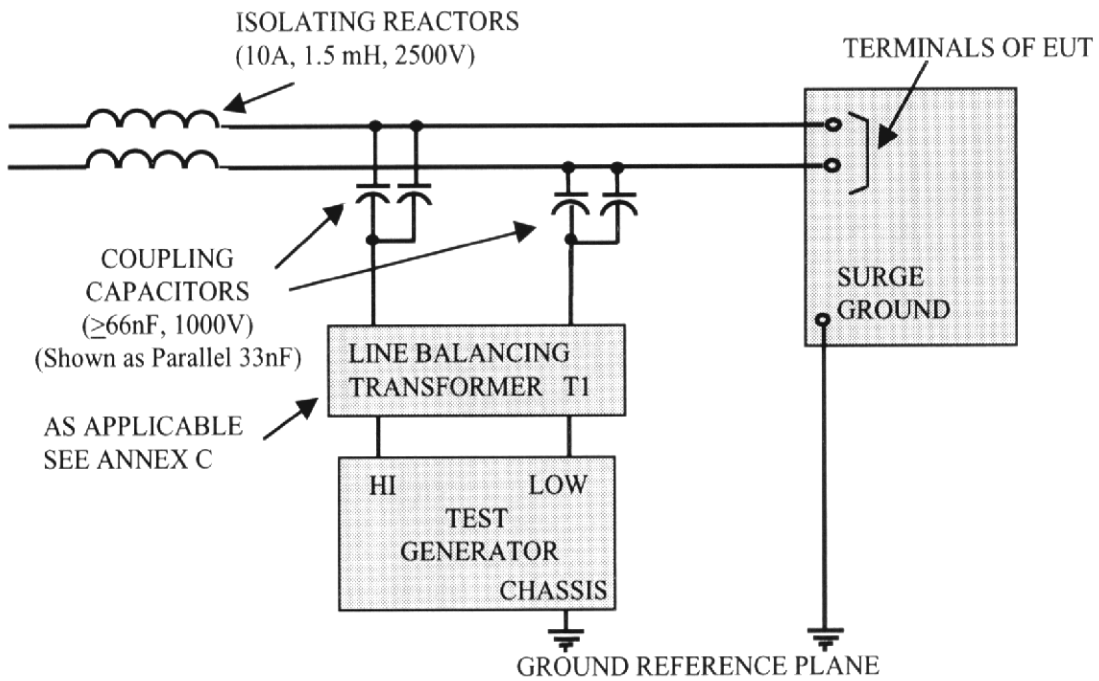 ISOLATING REACTORS
(10A, 1.5 mH, 2500V)
TERMINALS OF EUT
COUPLING
CAPACITORS
(≥66nF, 1000V)
(Shown as Parallel 33nF)
SURGE
GROUND
LINE BALANCING
TRANSFORMER T1
AS APPLICABLE
SEE ANNEX C
HI LOW
TEST
GENERATOR
CHASSIS
GROUND REFERENCE PLANE